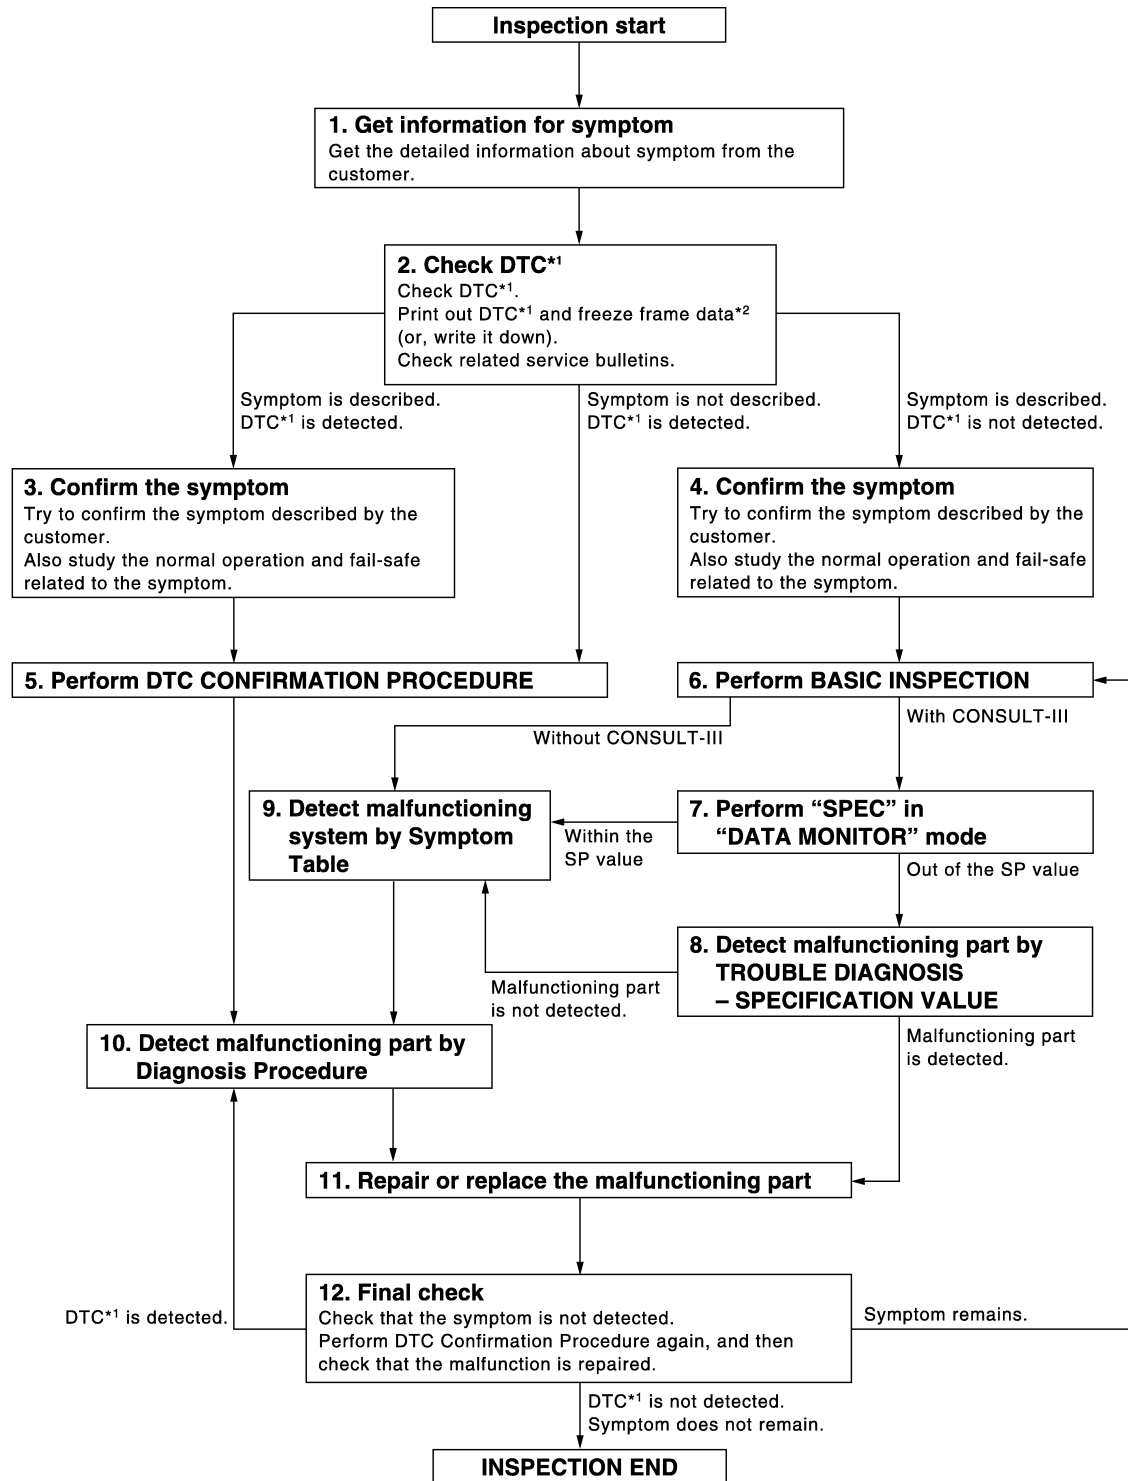 Inspection start
1. Get information for symptom
Get the detailed information about symptom from the
customer.
2. Check DTC*1
Check DTC*1.
Print out DTC*1 and freeze frame data*2
(or, write it down).
Check related service bulletins.
Symptom is described.
DTC*1 is detected.
Symptom is not described.
DTC*1 is detected.
Symptom is described.
DTC*1 is not detected.
3. Confirm the symptom
Try to confirm the symptom described by the
customer.
Also study the normal operation and fail-safe
related to the symptom.
4. Confirm the symptom
Try to confirm the symptom described by the
customer.
Also study the normal operation and fail-safe
related to the symptom.
5. Perform DTC CONFIRMATION PROCEDURE
6. Perform BASIC INSPECTION
Without CONSULT-III
With CONSULT-III
9. Detect malfunctioning
system by Symptom
Table
Within the
SP value
7. Perform “SPEC” in
“DATA MONITOR” mode
Out of the SP value
8. Detect malfunctioning part by
TROUBLE DIAGNOSIS
– SPECIFICATION VALUE
Malfunctioning part
is not detected.
Malfunctioning part
is detected.
10. Detect malfunctioning part by
Diagnosis Procedure
11. Repair or replace the malfunctioning part
12. Final check
Check that the symptom is not detected.
Perform DTC Confirmation Procedure again, and then
check that the malfunction is repaired.
DTC*1 is detected.
Symptom remains.
DTC*1 is not detected.
Symptom does not remain.
INSPECTION END